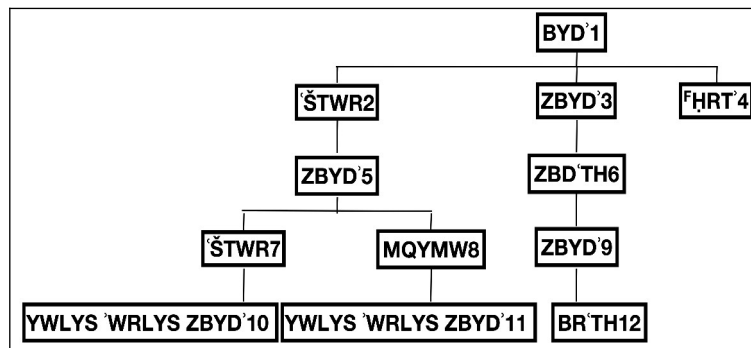 BYDʾ1
ʿŠTWR2 ZBYDʾ3 ᶠḤRTʾ4
ZBYDʾ5 ZBDʿTH6
ʿŠTWR7 MQYMW8 ZBYDʾ9
YWLYS ʾWRLYS ZBYDʾ10 YWLYS ʾWRLYS ZBYDʾ11 BRʿTH12